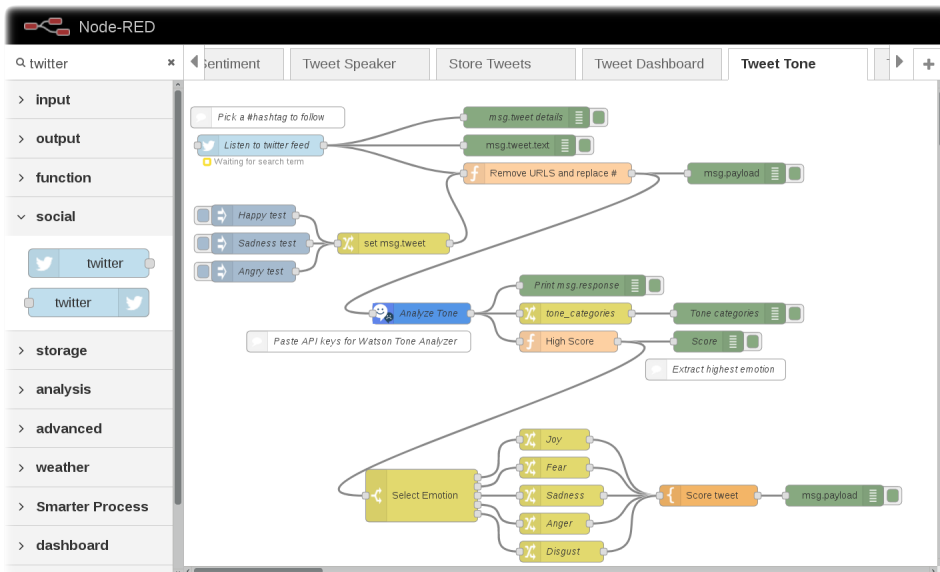 Node-RED
twitter
Sentiment
Tweet Speaker
Store Tweets
Tweet Dashboard
Tweet Tone
input
output
function
social
twitter
twitter
storage
analysis
advanced
weather
Smarter Process
dashboard
Pick a #hashtag to follow
msg.tweet details
Listen to twitter feed
msg.tweet.text
Waiting for search term
Remove URLS and replace #
msg.payload
Happy test
Sadness test
set msg.tweet
Angry test
Print msg.response
Analyze Tone
tone_categories
Tone categories
Paste API keys for Watson Tone Analyzer
High Score
Score
Extract highest emotion
Joy
Fear
Select Emotion
Sadness
Score tweet
msg.payload
Anger
Disgust